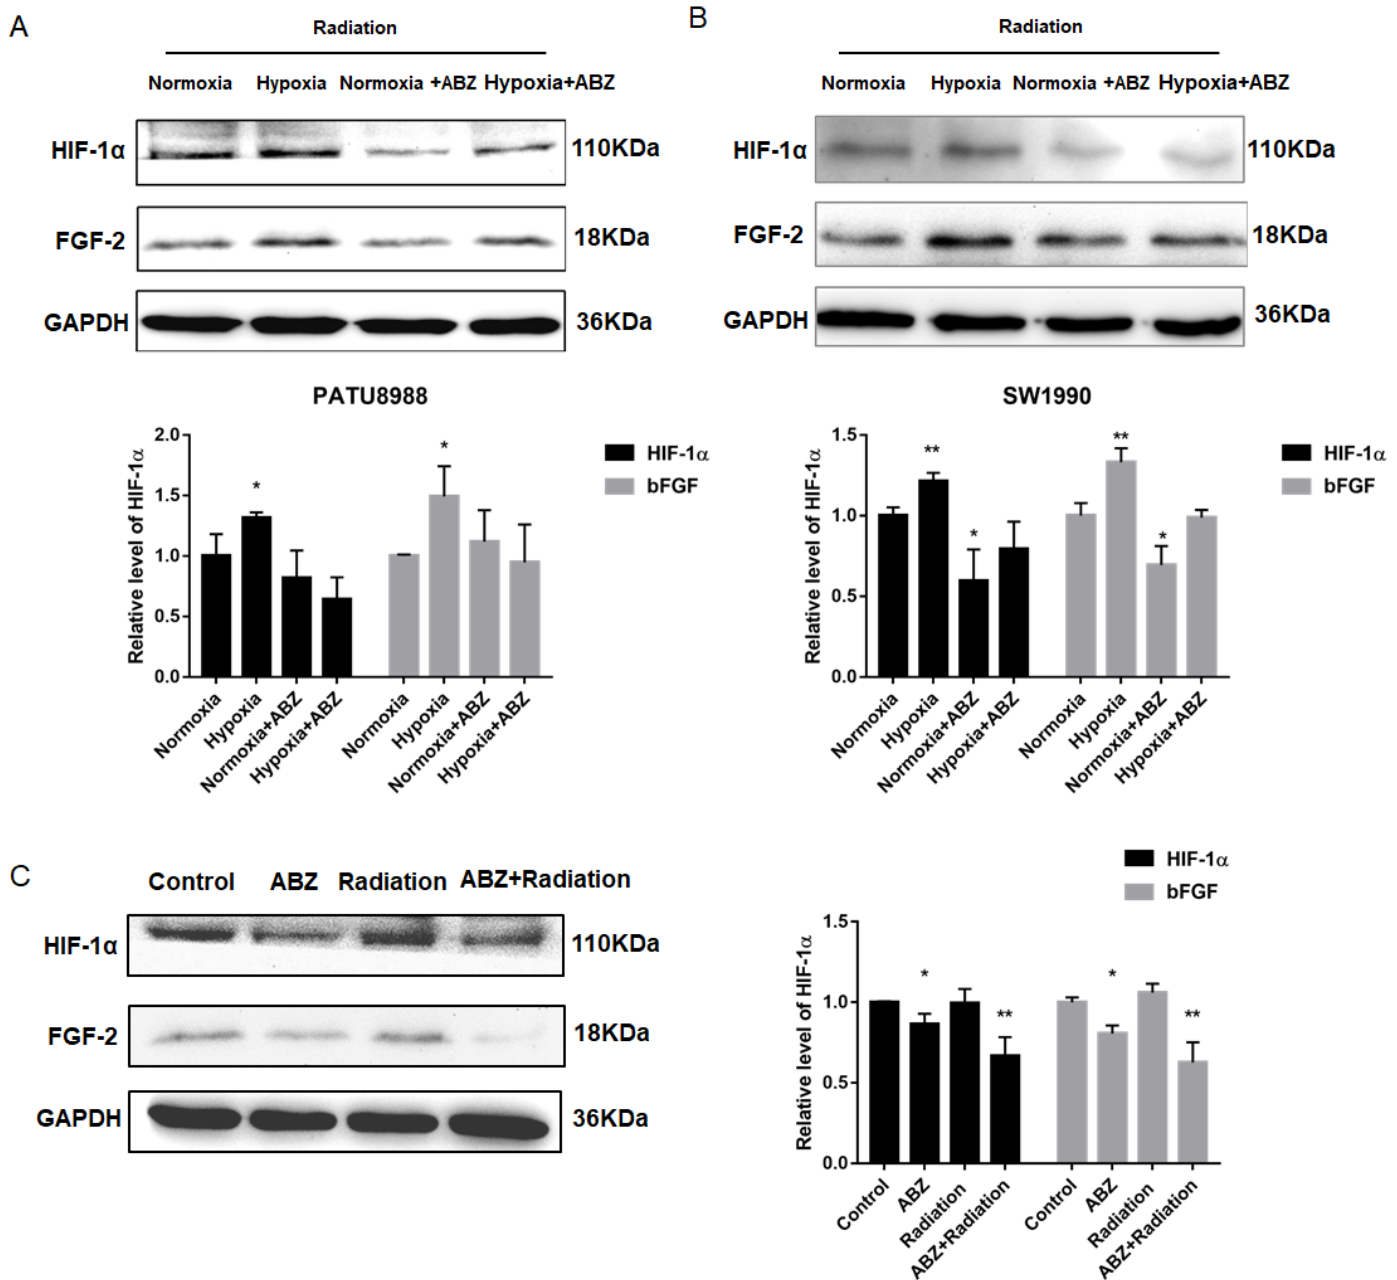 A
Radiation
Normoxia Hypoxia Normoxia +ABZ Hypoxia+ABZ
HIF-1α 110KDa
FGF-2 18KDa
GAPDH 36KDa
PATU8988
2.0
1.5
1.0
0.5
0.0
Relative level of HIF-1α
HIF-1α
bFGF
*
*
Normoxia
Hypoxia
Normoxia+ABZ
Hypoxia+ABZ
Normoxia
Hypoxia
Normoxia+ABZ
Hypoxia+ABZ
B
Radiation
Normoxia Hypoxia Normoxia +ABZ Hypoxia+ABZ
HIF-1α 110KDa
FGF-2 18KDa
GAPDH 36KDa
SW1990
1.5
1.0
0.5
0.0
Relative level of HIF-1α
HIF-1α
bFGF
**
*
**
*
Normoxia
Hypoxia
Normoxia+ABZ
Hypoxia+ABZ
Normoxia
Hypoxia
Normoxia+ABZ
Hypoxia+ABZ
C
Control ABZ Radiation ABZ+Radiation
HIF-1α 110KDa
FGF-2 18KDa
GAPDH 36KDa
HIF-1α
bFGF
1.5
1.0
0.5
0.0
Relative level of HIF-1α
*
**
*
**
Control
ABZ
Radiation
ABZ+Radiation
Control
ABZ
Radiation
ABZ+Radiation